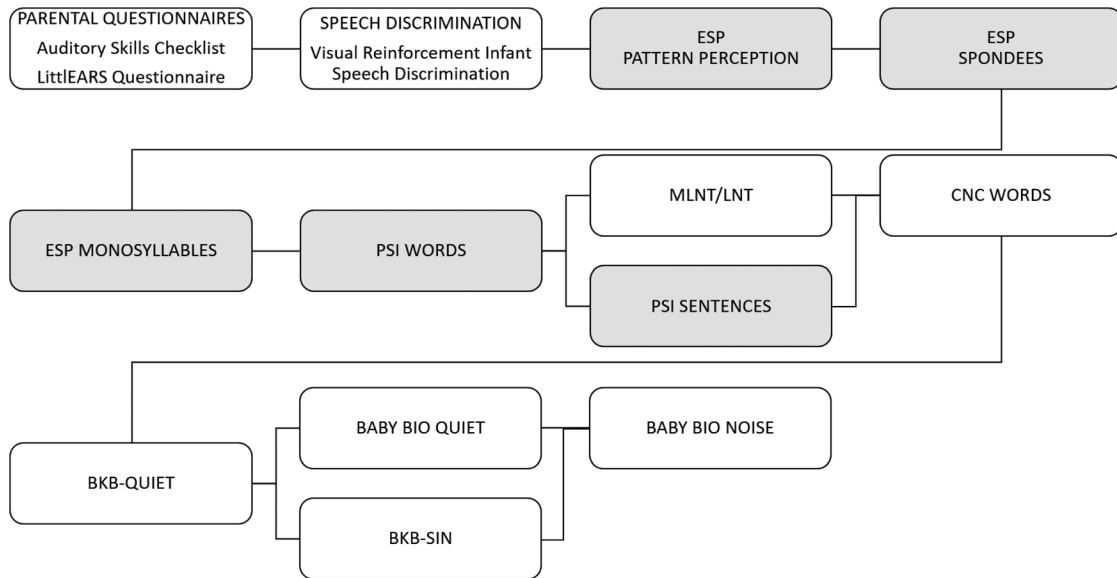 PARENTAL QUESTIONNAIRES
Auditory Skills Checklist
LittlEARS Questionnaire
SPEECH DISCRIMINATION
Visual Reinforcement Infant
Speech Discrimination
ESP
PATTERN PERCEPTION
ESP
SPONDEES
ESP MONOSYLLABLES
PSI WORDS
MLNT/LNT
PSI SENTENCES
CNC WORDS
BKB-QUIET
BABY BIO QUIET
BKB-SIN
BABY BIO NOISE